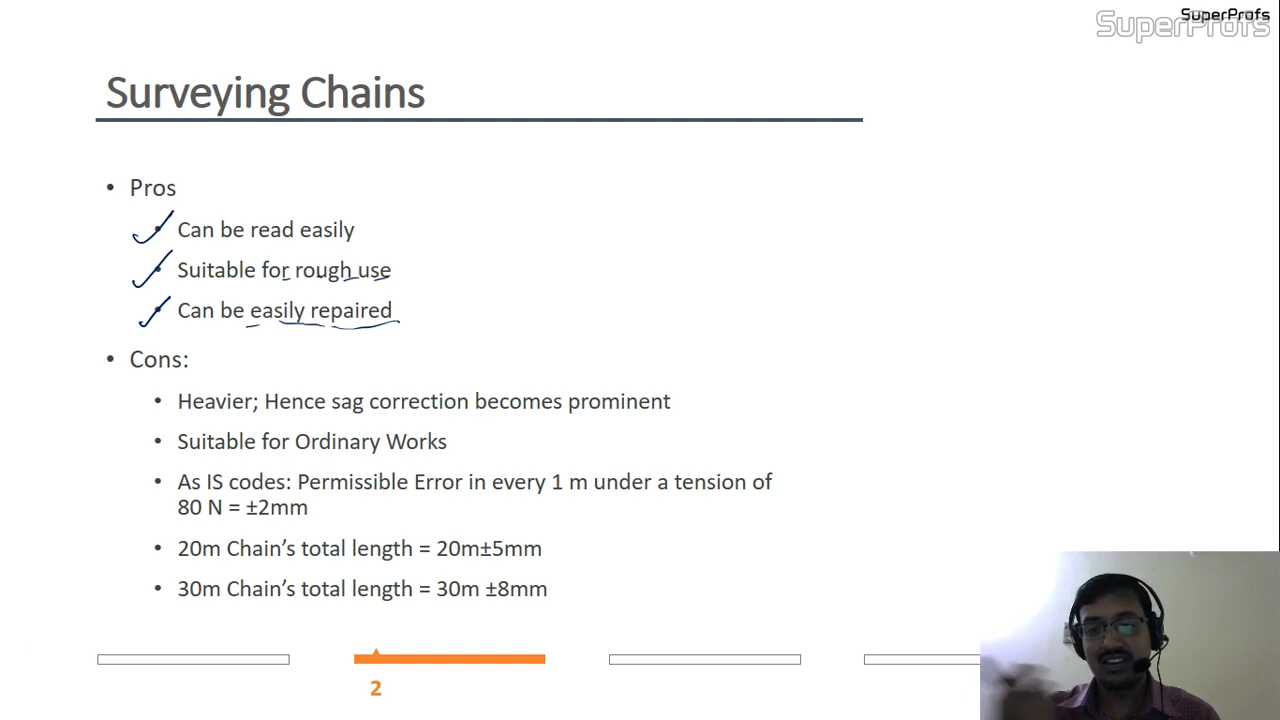 SuperProfs
SuperProfs
Surveying Chains
• Pros
• Can be read easily
• Suitable for rough use
• Can be easily repaired
• Cons:
• Heavier; Hence sag correction becomes prominent
• Suitable for Ordinary Works
• As IS codes: Permissible Error in every 1 m under a tension of
80 N = ±2mm
• 20m Chain’s total length = 20m±5mm
• 30m Chain’s total length = 30m ±8mm
2